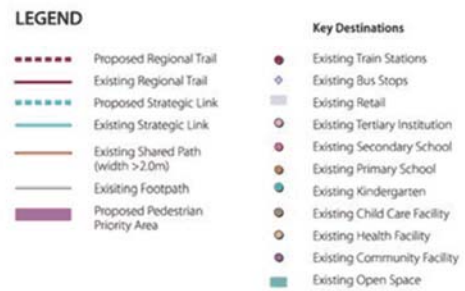 LEGEND
Proposed Regional Trail
Existing Regional Trail
Proposed Strategic Link
Existing Strategic Link
Existing Shared Path
(width >2.0m)
Exisiting Footpath
Proposed Pedestrian
Priority Area
Key Destinations
Existing Train Stations
Existing Bus Stops
Existing Retail
Existing Tertiary Institution
Existing Secondary School
Existing Primary School
Existing Kindergarten
Existing Child Care Facility
Existing Health Facility
Existing Community Facility
Existing Open Space